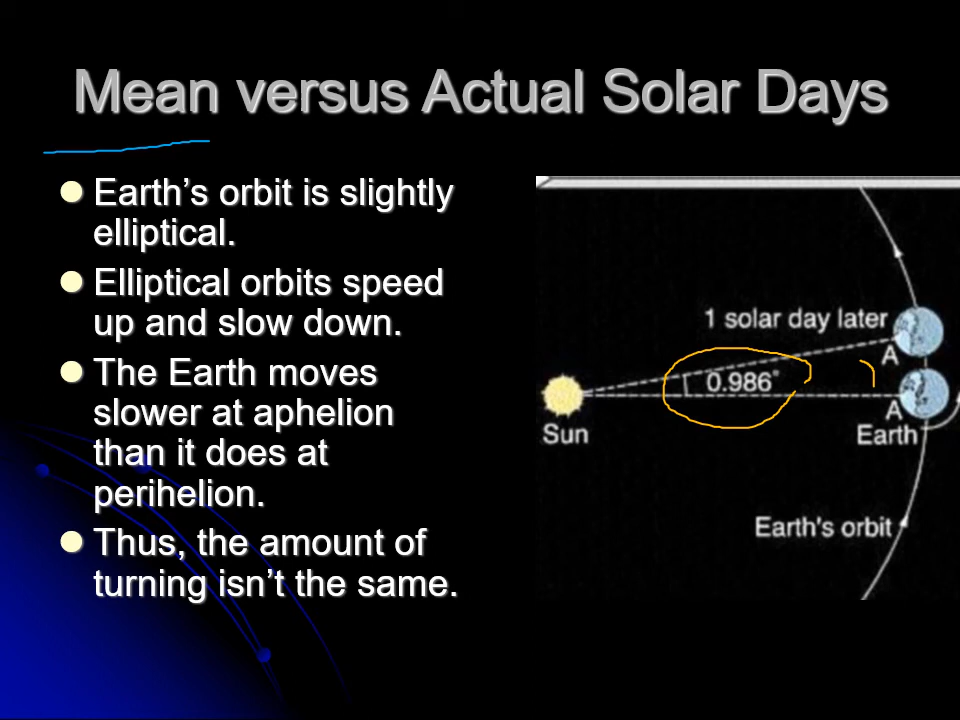 Mean versus Actual Solar Days
Earth’s orbit is slightly
elliptical.
Elliptical orbits speed
up and slow down.
The Earth moves
slower at aphelion
than it does at
perihelion.
Thus, the amount of
turning isn’t the same.
1 solar day later
A
0.986°
A
Sun
Earth
Earth's orbit